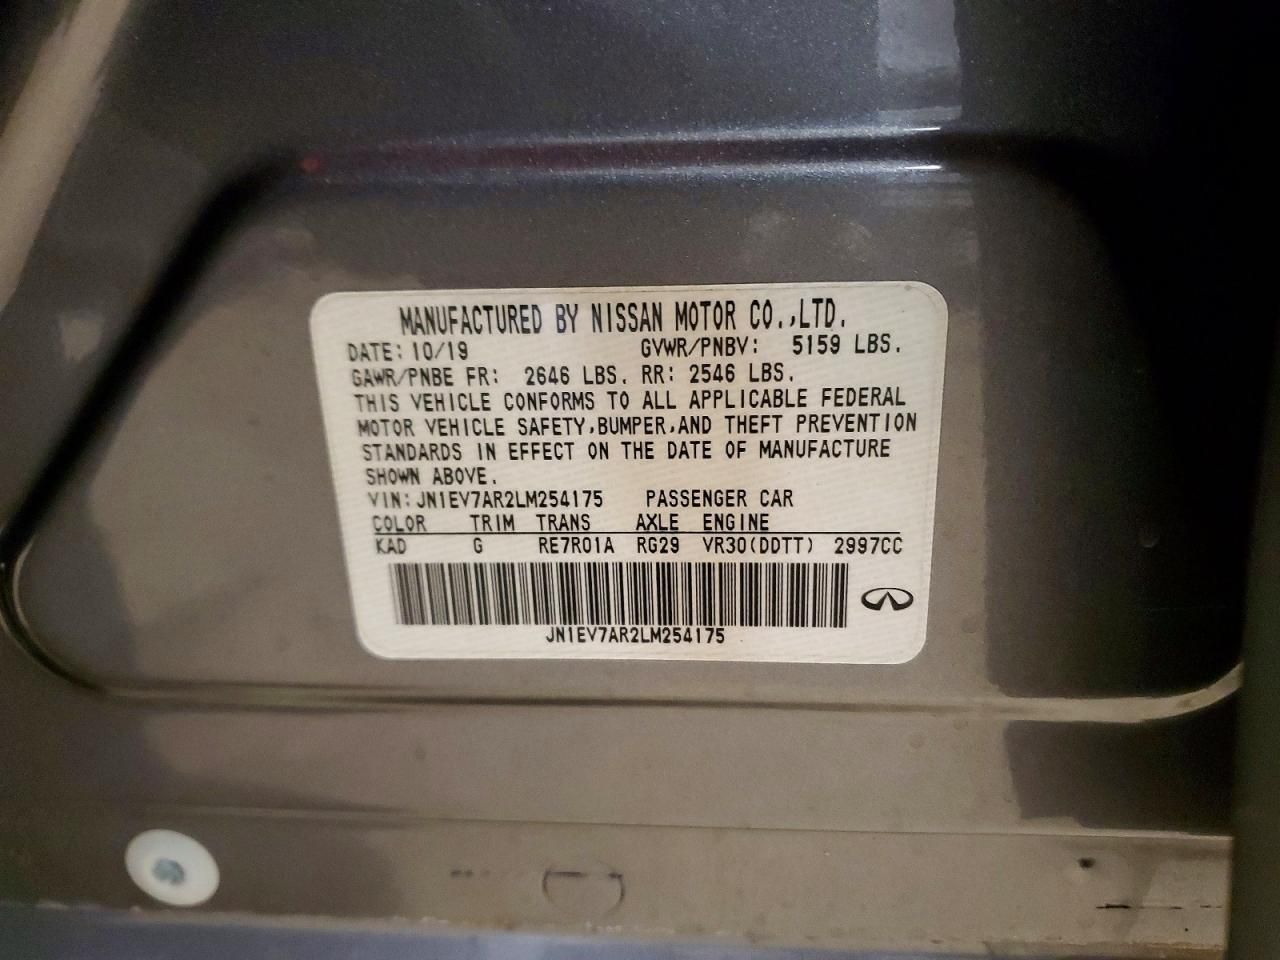 MANUFACTURED BY NISSAN MOTOR CO.,LTD.
DATE: 10/19 GVWR/PNBV: 5159 LBS.
GAWR/PNBE FR: 2646 LBS. RR: 2546 LBS.
THIS VEHICLE CONFORMS TO ALL APPLICABLE FEDERAL
MOTOR VEHICLE SAFETY,BUMPER,AND THEFT PREVENTION
STANDARDS IN EFFECT ON THE DATE OF MANUFACTURE
SHOWN ABOVE.
VIN: JN1EV7AR2LM254175 PASSENGER CAR
COLOR TRIM TRANS AXLE ENGINE
KAD G RE7R01A RG29 VR30(DDTT) 2997CC
JN1EV7AR2LM254175